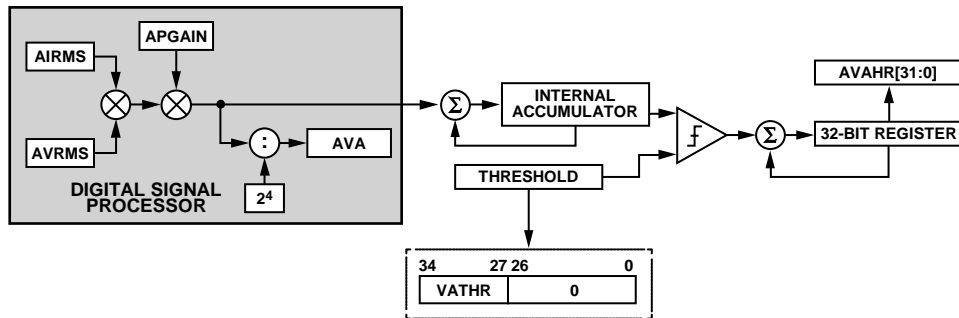 APGAIN
AIRMS
AVRMS
:
AVA
2⁴
DIGITAL SIGNAL
PROCESSOR
Σ
INTERNAL
ACCUMULATOR
THRESHOLD
Σ
AVAHR[31:0]
32-BIT REGISTER
34 27 26 0
VATHR 0